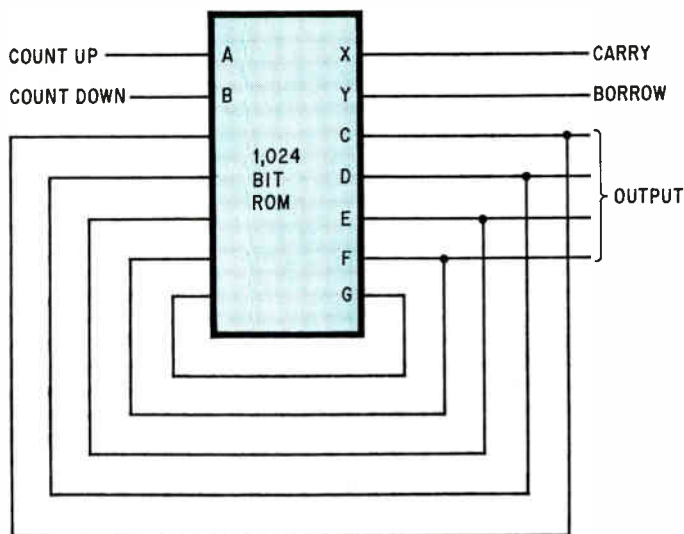 COUNT UP
A
X
CARRY
COUNT DOWN
B
Y
BORROW
C
1,024
BIT
ROM
D
OUTPUT
E
F
G